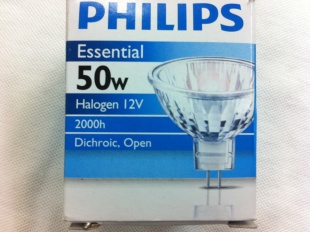 PHILIPS
Essential
50w
Halogen 12V
2000h
Dichroic, Open